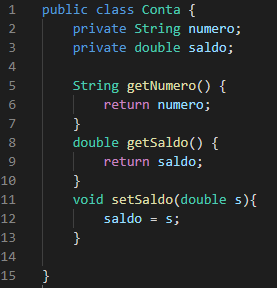 1 public class Conta {
2     private String numero;
3     private double saldo;
4
5     String getNumero() {
6         return numero;
7     }
8     double getSaldo() {
9         return saldo;
10     }
11     void setSaldo(double s){
12         saldo = s;
13     }
14
15 }